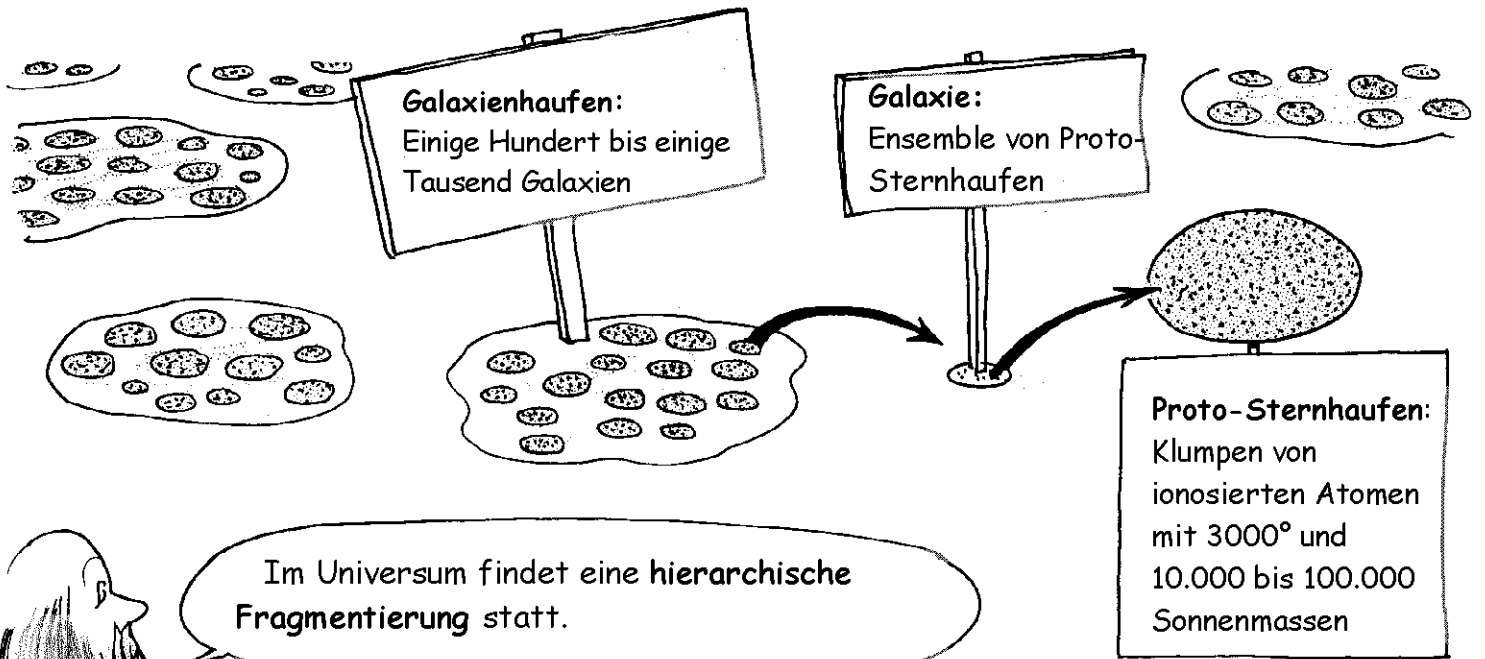 Galaxienhaufen:
Einige Hundert bis einige
Tausend Galaxien
Galaxie:
Ensemble von Proto-
Sternhaufen
Proto-Sternhaufen:
Klumpen von
ionosierten Atomen
mit 3000° und
10.000 bis 100.000
Sonnenmassen
Im Universum findet eine hierarchische
Fragmentierung statt.